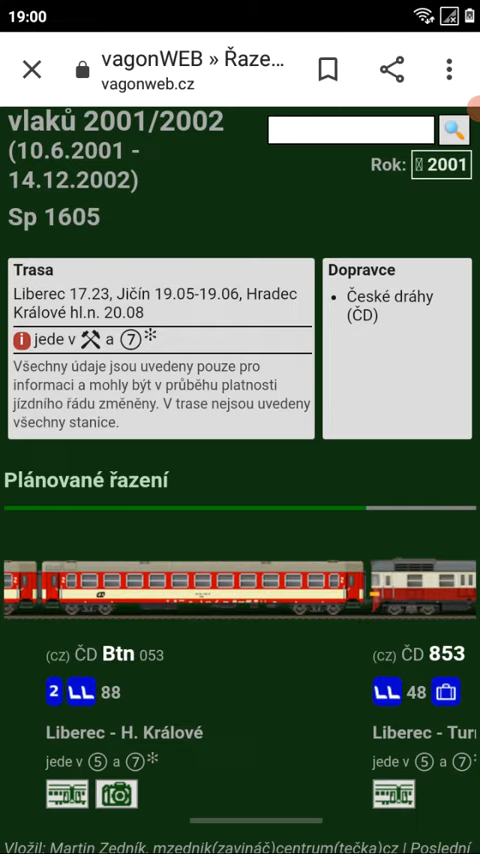 19:00
vagonWEB » Řaze...
vagonweb.cz
vlaků 2001/2002
(10.6.2001 -
14.12.2002)
Rok: 2001
Sp 1605
Trasa
Liberec 17.23, Jičín 19.05-19.06, Hradec
Králové hl.n. 20.08
i jede v a ⑦*
Všechny údaje jsou uvedeny pouze pro
informaci a mohly být v průběhu platnosti
jízdního řádu změněny. V trase nejsou uvedeny
všechny stanice.
Dopravce
• České dráhy
(ČD)
Plánované řazení
(cz) ČD Btn 053
2 88
Liberec - H. Králové
jede v ⑤ a ⑦*
(cz) ČD 853
48
Liberec - Turn
jede v ⑤ a ⑦*
Vložil: Martin Zedník, mzednik(zavináč)centrum(tečka)cz | Poslední